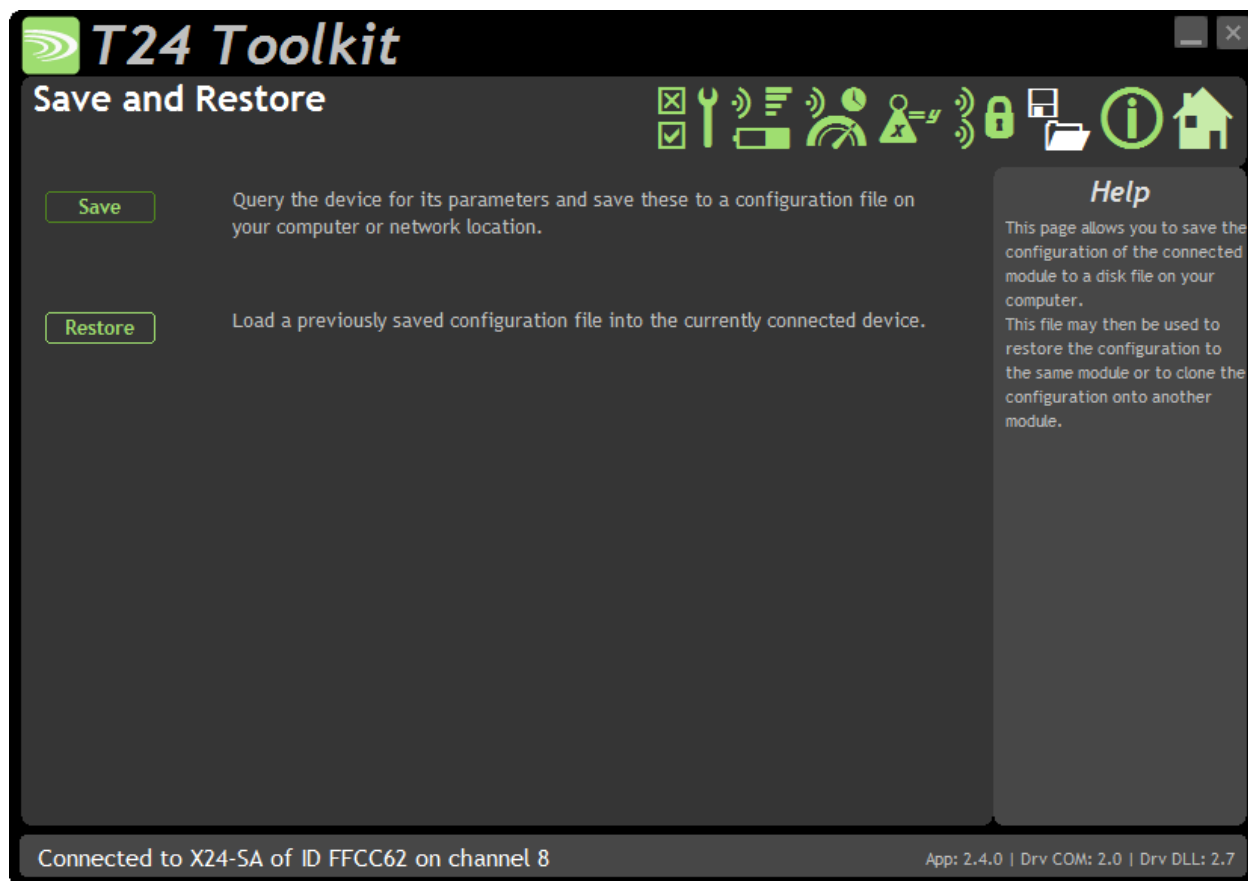 T24 Toolkit
Save and Restore
x
=y
Save
Query the device for its parameters and save these to a configuration file on
your computer or network location.
Restore
Load a previously saved configuration file into the currently connected device.
Help
This page allows you to save the
configuration of the connected
module to a disk file on your
computer.
This file may then be used to
restore the configuration to
the same module or to clone the
configuration onto another
module.
Connected to X24-SA of ID FFCC62 on channel 8
App: 2.4.0 | Drv COM: 2.0 | Drv DLL: 2.7